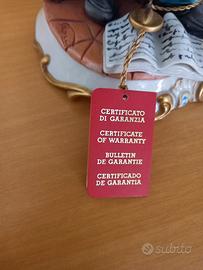 CERTIFICATO
DI GARANZIA
CERTIFICATE
OF WARRANTY
BULLETIN
DE GARANTIE
CERTIFICADO
DE GARANTIA
subito